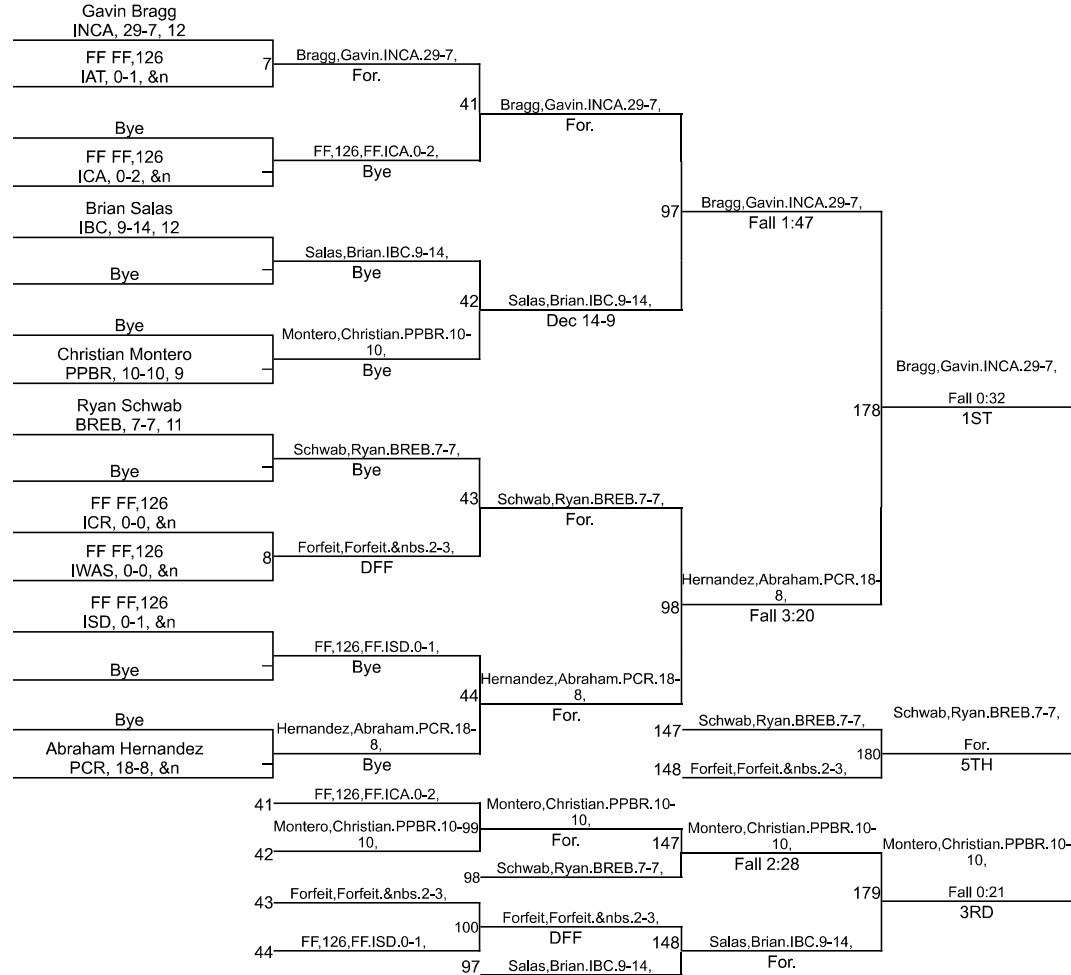 Gavin Bragg
INCA, 29-7, 12
FF FF,126
IAT, 0-1, &n
7
Bragg,Gavin.INCA.29-7,
For.
41
Bragg,Gavin.INCA.29-7,
For.
Bye
FF FF,126
ICA, 0-2, &n
FF,126,FF.ICA.0-2,
Bye
Brian Salas
IBC, 9-14, 12
Bye
Salas,Brian.IBC.9-14,
Bye
97
Bragg,Gavin.INCA.29-7,
Fall 1:47
42
Salas,Brian.IBC.9-14,
Dec 14-9
Bye
Christian Montero
PPBR, 10-10, 9
Montero,Christian.PPBR.10-
10,
Bye
Ryan Schwab
BREB, 7-7, 11
Bye
Schwab,Ryan.BREB.7-7,
Bye
178
Bragg,Gavin.INCA.29-7,
Fall 0:32
1ST
43
Schwab,Ryan.BREB.7-7,
For.
FF FF,126
ICR, 0-0, &n
FF FF,126
IWAS, 0-0, &n
8
Forfeit,Forfeit.&nbs.2-3,
DFF
98
Hernandez,Abraham.PCR.18-
8,
Fall 3:20
FF FF,126
ISD, 0-1, &n
Bye
FF,126,FF.ISD.0-1,
Bye
44
Hernandez,Abraham.PCR.18-
8,
For.
Bye
Abraham Hernandez
PCR, 18-8, &n
Hernandez,Abraham.PCR.18-
8,
Bye
147
Schwab,Ryan.BREB.7-7,
148
Forfeit,Forfeit.&nbs.2-3,
180
Schwab,Ryan.BREB.7-7,
For.
5TH
41
FF,126,FF.ICA.0-2,
42
Montero,Christian.PPBR.10-
10,
99
Montero,Christian.PPBR.10-
10,
For.
98
Schwab,Ryan.BREB.7-7,
147
Montero,Christian.PPBR.10-
10,
Fall 2:28
43
Forfeit,Forfeit.&nbs.2-3,
44
FF,126,FF.ISD.0-1,
100
Forfeit,Forfeit.&nbs.2-3,
DFF
97
Salas,Brian.IBC.9-14,
148
Salas,Brian.IBC.9-14,
For.
179
Montero,Christian.PPBR.10-
10,
Fall 0:21
3RD